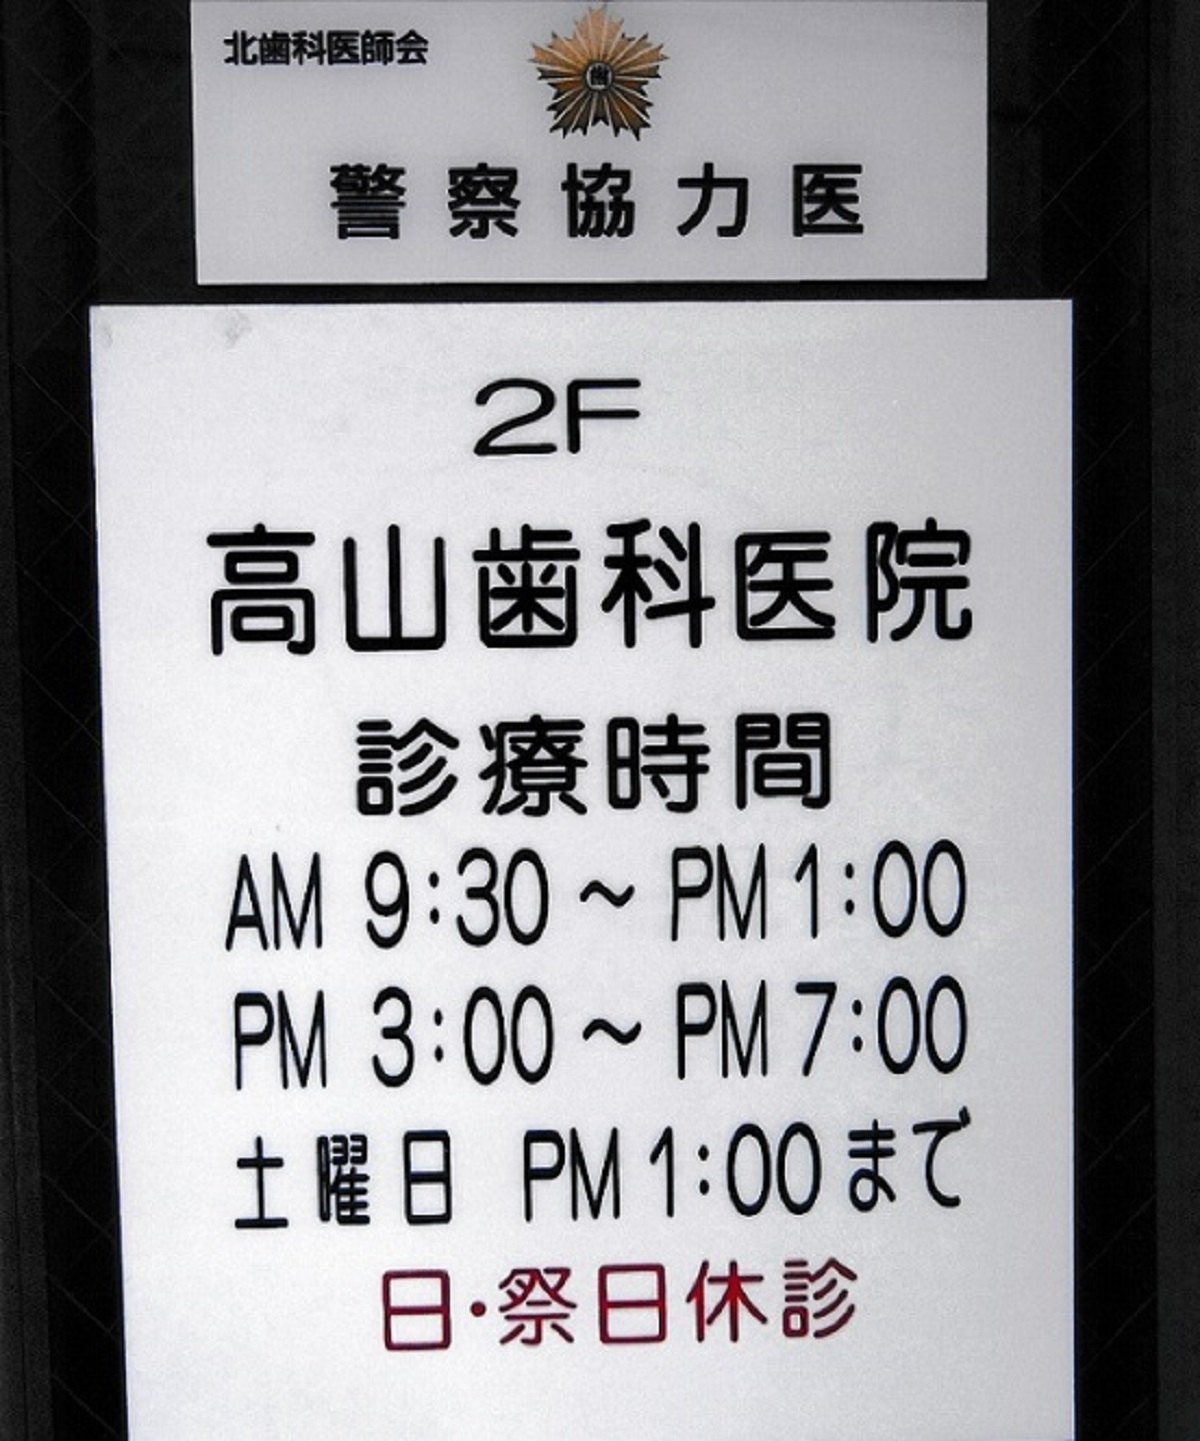 北歯科医師会
歯
警察協力医
2F
高山歯科医院
診療時間
AM 9:30 ～ PM 1:00
PM 3:00 ～ PM 7:00
土曜日 PM 1:00まで
日・祭日休診